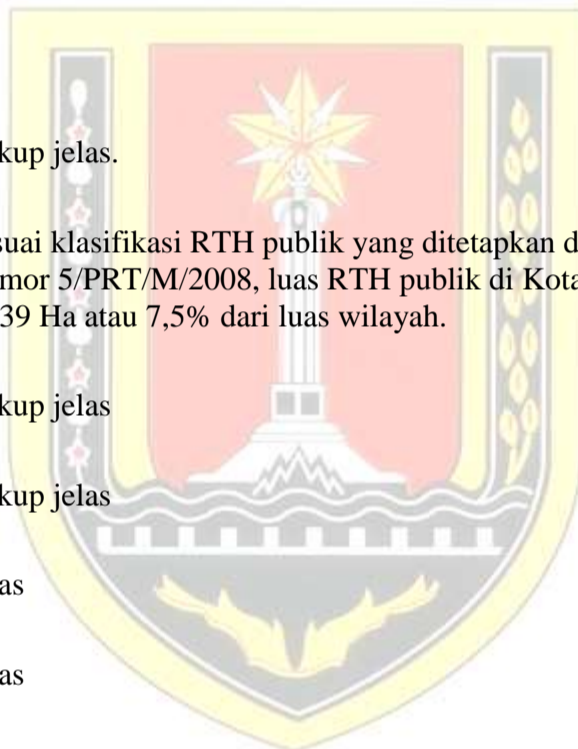 kup jelas.
suai klasifikasi RTH publik yang ditetapkan d
mor 5/PRT/M/2008, luas RTH publik di Kota
39 Ha atau 7,5% dari luas wilayah.
kup jelas
kup jelas
as
as